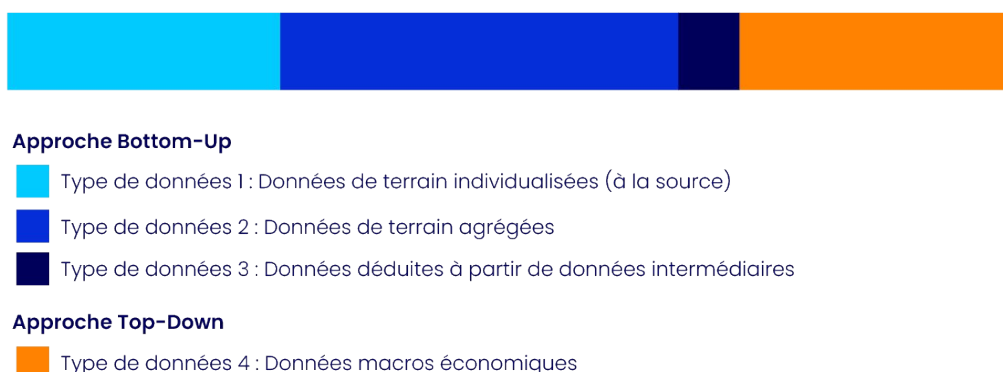 Approche Bottom-Up
Type de données 1 : Données de terrain individualisées (à la source)
Type de données 2 : Données de terrain agrégées
Type de données 3 : Données déduites à partir de données intermédiaires
Approche Top-Down
Type de données 4 : Données macros économiques